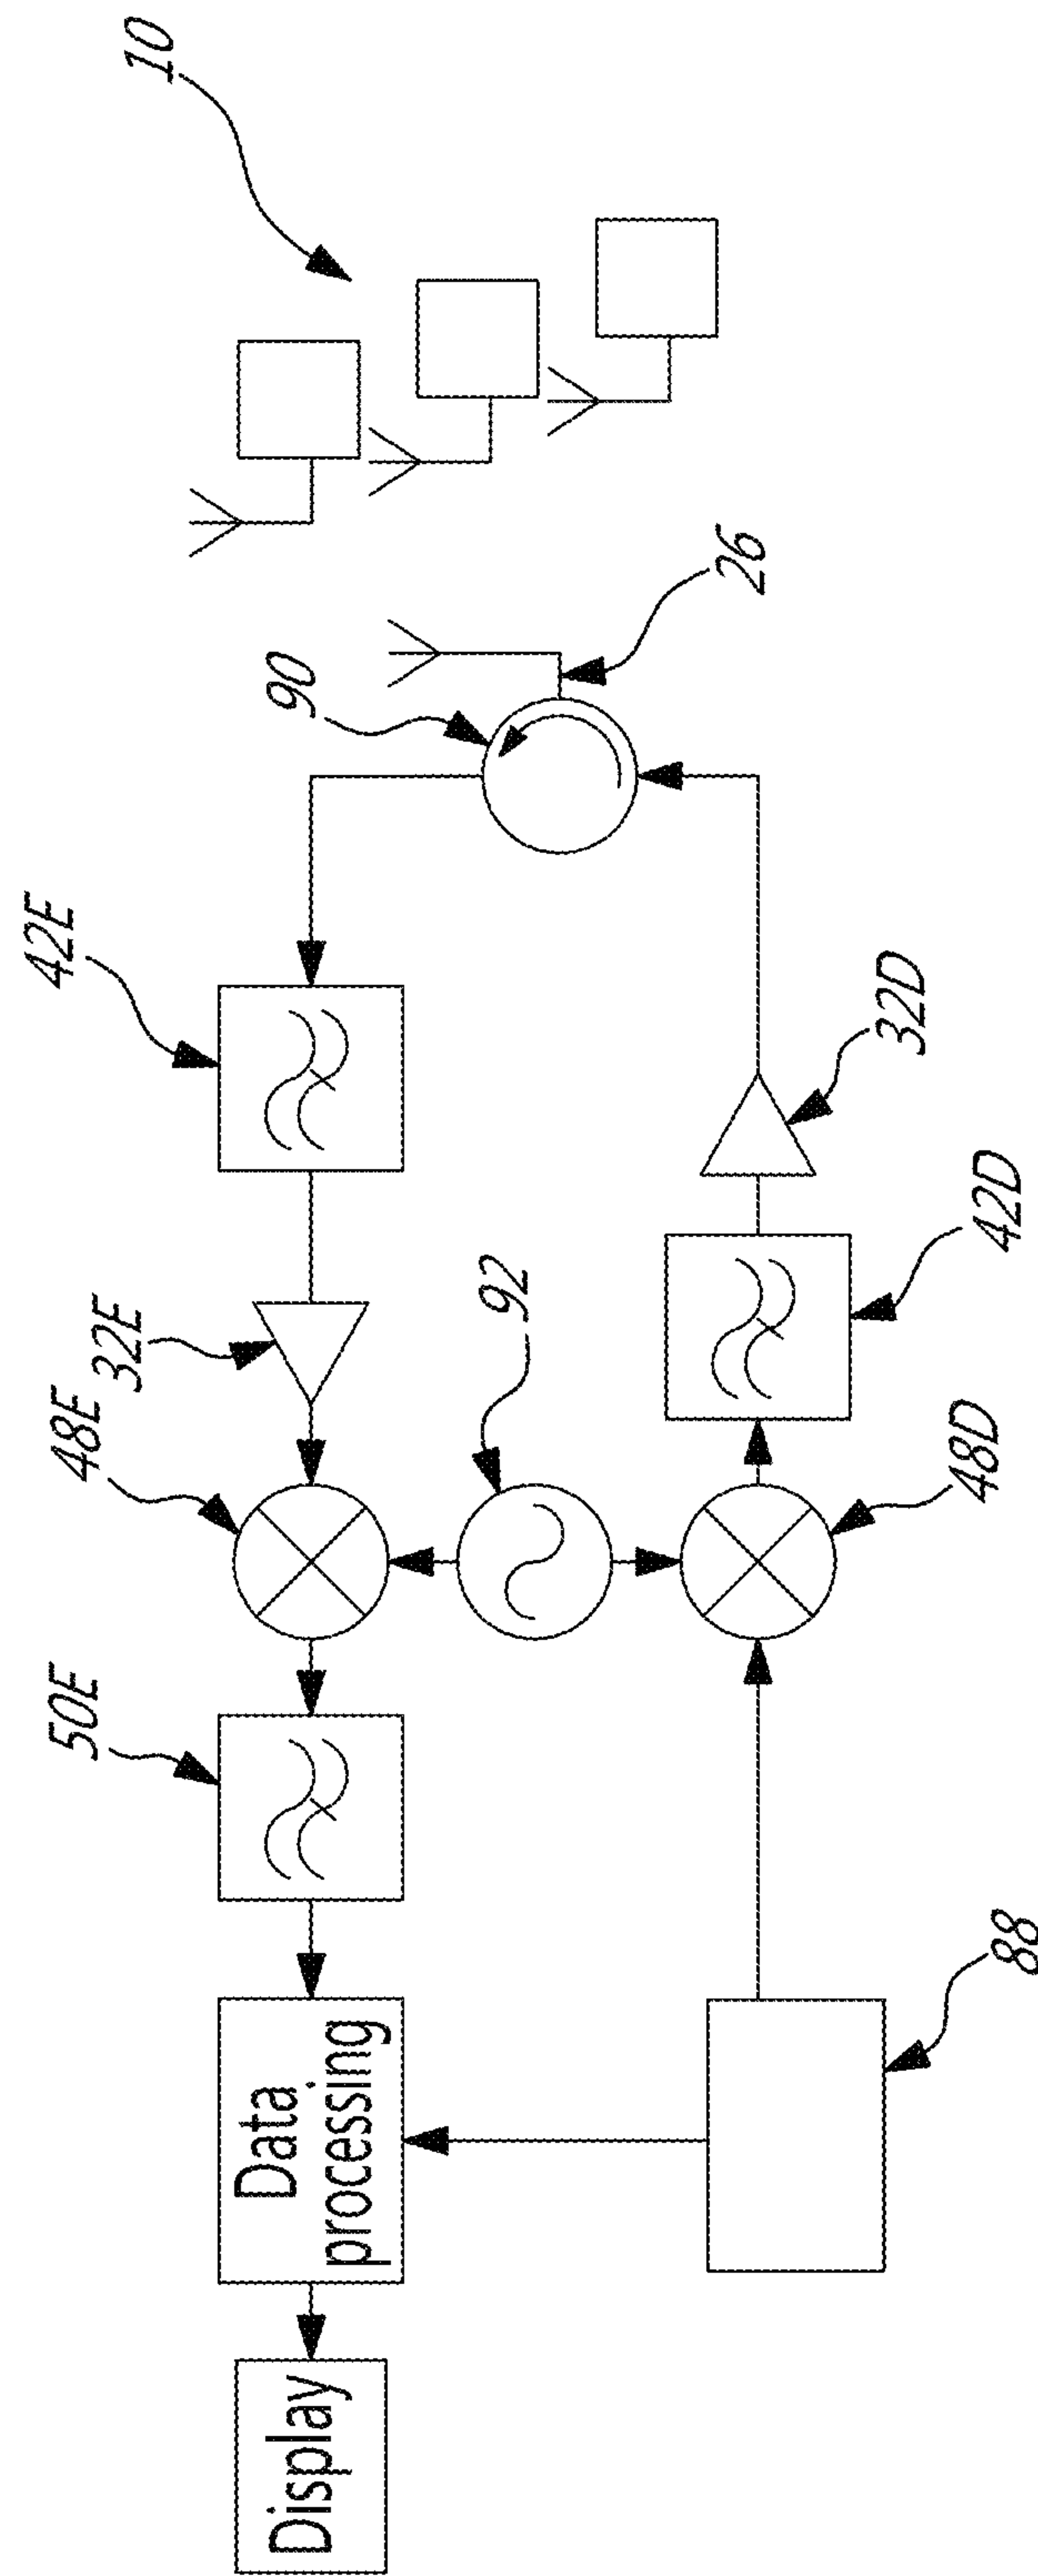 10
26
90
42E
32D
42D
32E
92
48E
48D
50E
88
Data
processing
Display